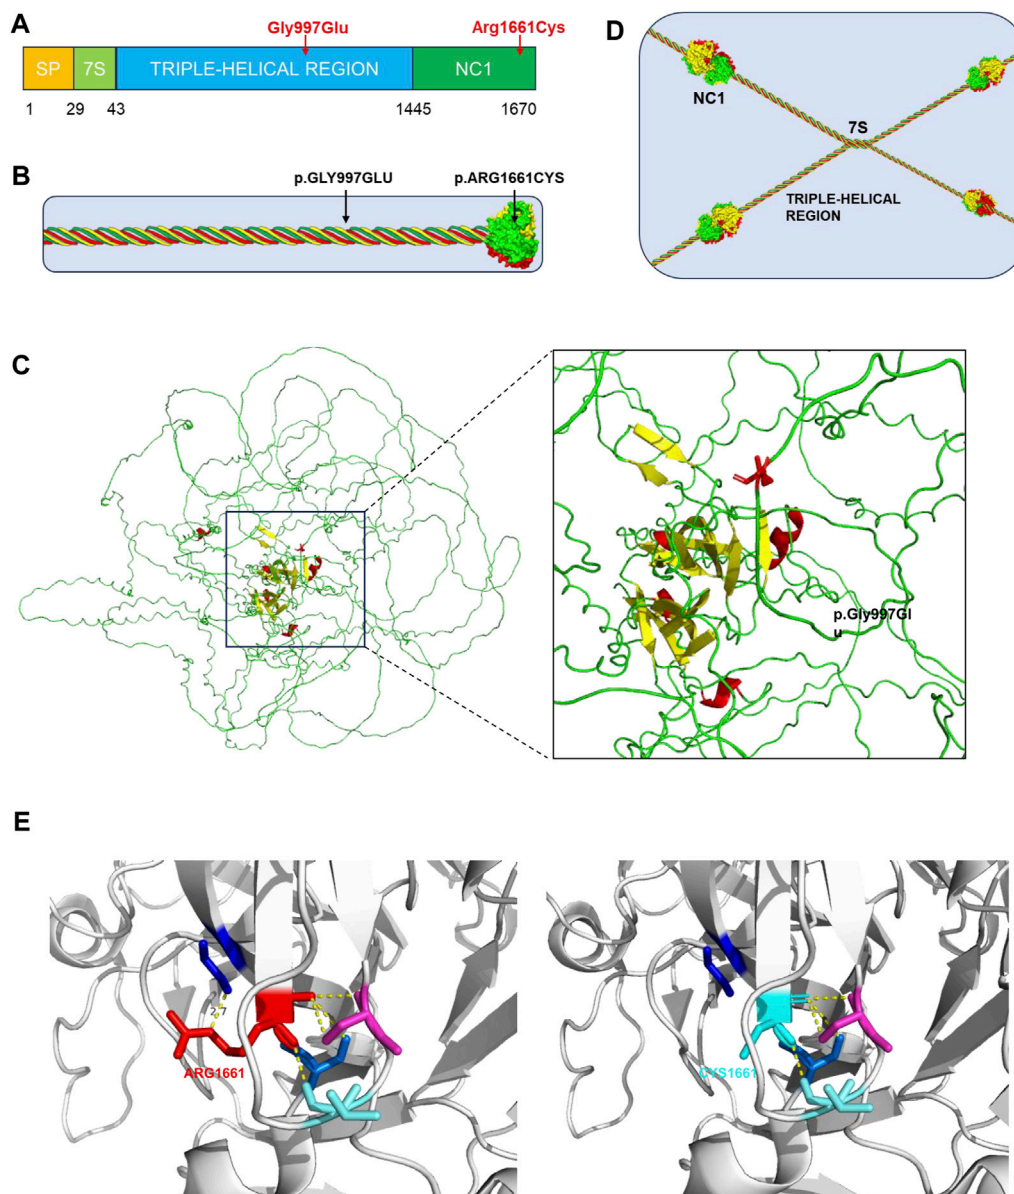 A
Gly997Glu
Arg1661Cys
SP
7S
TRIPLE-HELICAL REGION
NC1
1
29
43
1445
1670
B
p.GLY997GLU
p.ARG1661CYS
D
NC1
7S
TRIPLE-HELICAL
REGION
C
p.Gly997Gl
u
E
ARG1661
CYS1661